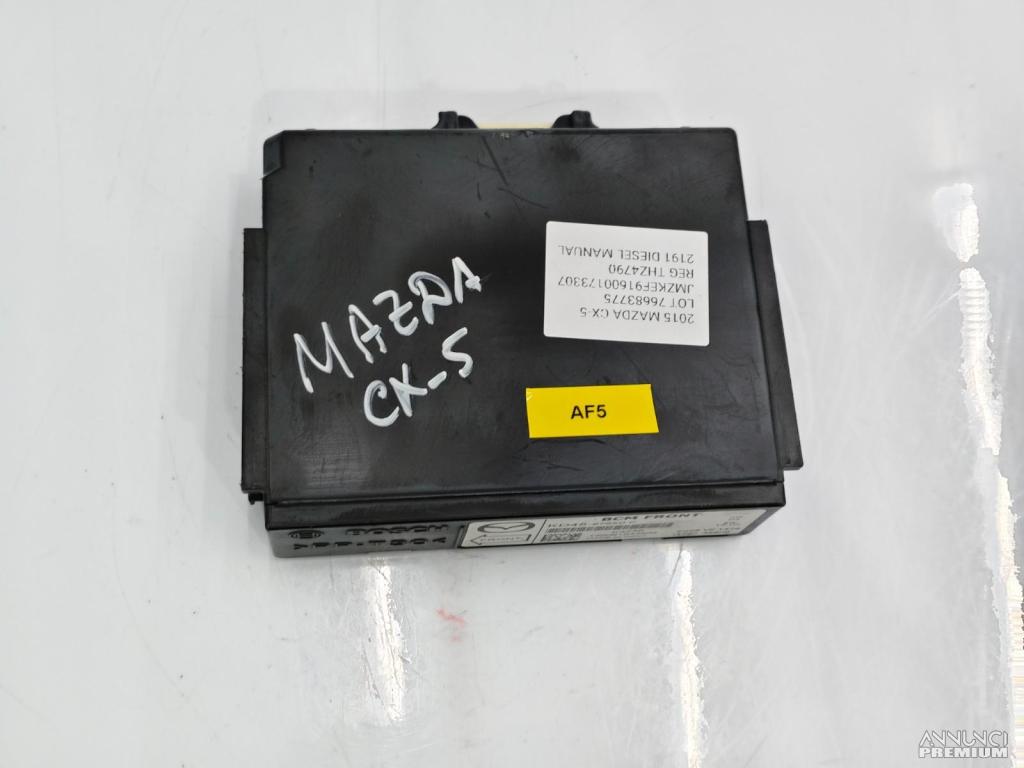 MAZDA
CX-5
2015 MAZDA CX-5
LOT 76683775
JMZKEF91600173307
REG THZ4790
2191 DIESEL MANUAL
AF5
BOSCH
BCM FRONT
ANNUNCI
PREMIUM